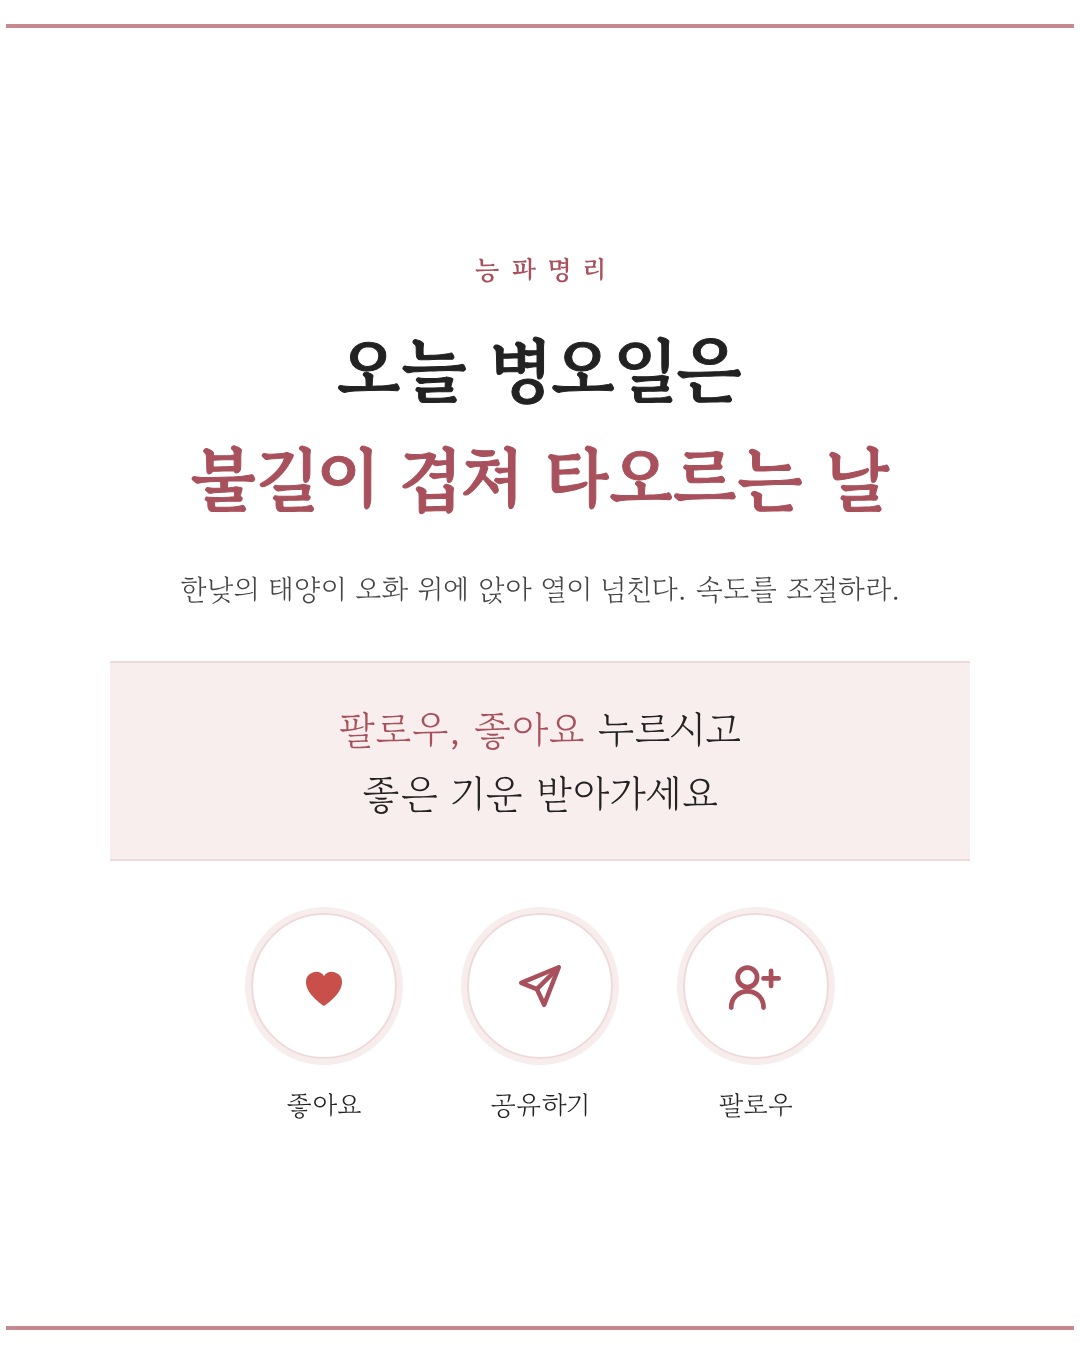 능파명리
오늘 병오일은
불길이 겹쳐 타오르는 날
한낮의 태양이 오화 위에 앉아 열이 넘친다. 속도를 조절하라.
팔로우, 좋아요 누르시고
좋은 기운 받아가세요
좋아요 공유하기 팔로우